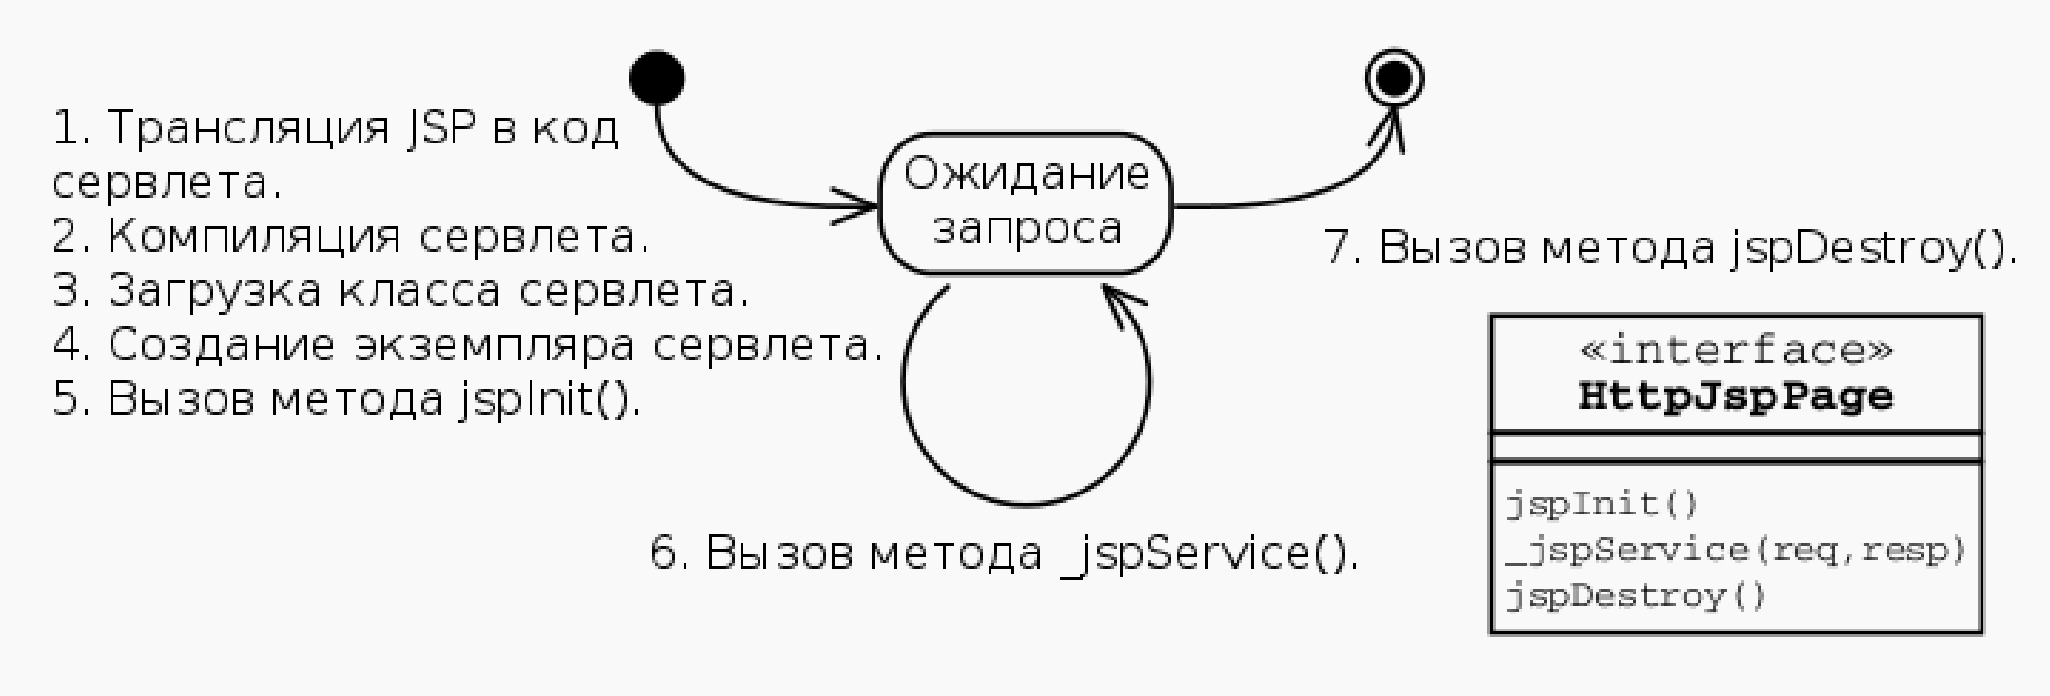 1. Трансляция JSP в код
сервлета.
2. Компиляция сервлета.
3. Загрузка класса сервлета.
4. Создание экземпляра сервлета.
5. Вызов метода jspInit().
Ожидание
запроса
6. Вызов метода _jspService().
7. Вызов метода jspDestroy().
«interface»
HttpJspPage
jspInit()
_jspService(req,resp)
jspDestroy()